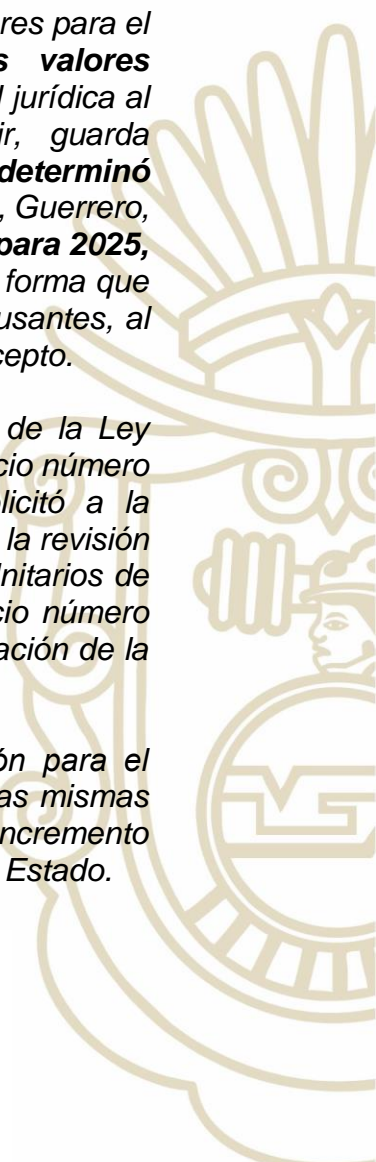 res para el
s valores
l jurídica al
ir, guarda
determinó
, Guerrero,
para 2025,
forma que
usantes, al
cepto.
de la Ley
cio número
licitó a la
la revisión
Initarios de
cio número
ación de la
ón para el
as mismas
incremento
Estado.